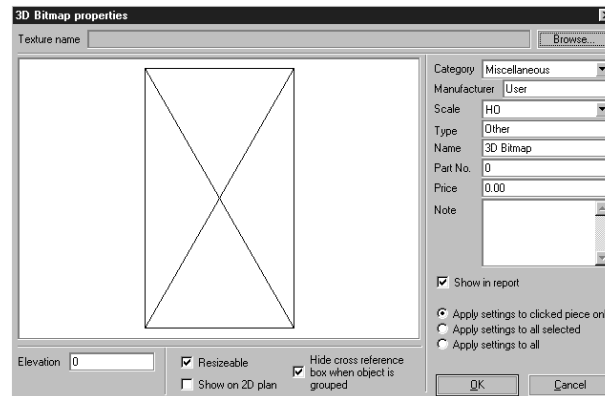 3D Bitmap properties
Texture name
Browse...
Category Miscellaneous
Manufacturer User
Scale HO
Type Other
Name 3D Bitmap
Part No. 0
Price 0.00
Note
Show in report
Apply settings to clicked piece only
Apply settings to all selected
Apply settings to all
Elevation 0
Resizeable
Show on 2D plan
Hide cross reference
box when object is
grouped
OK
Cancel